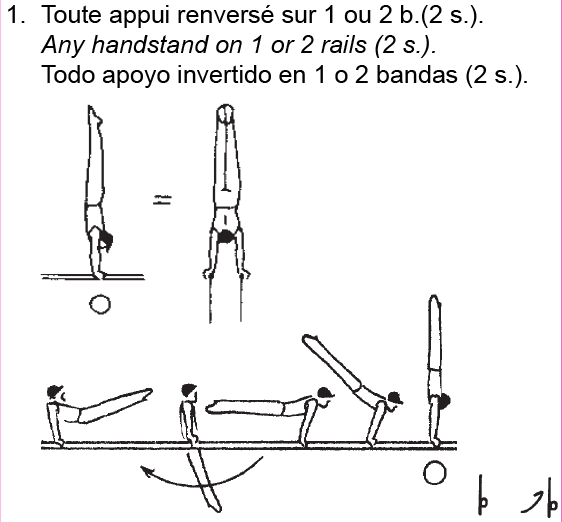 1. Toute appui renversé sur 1 ou 2 b.(2 s.).
Any handstand on 1 or 2 rails (2 s.).
Todo apoyo invertido en 1 o 2 bandas (2 s.).
=